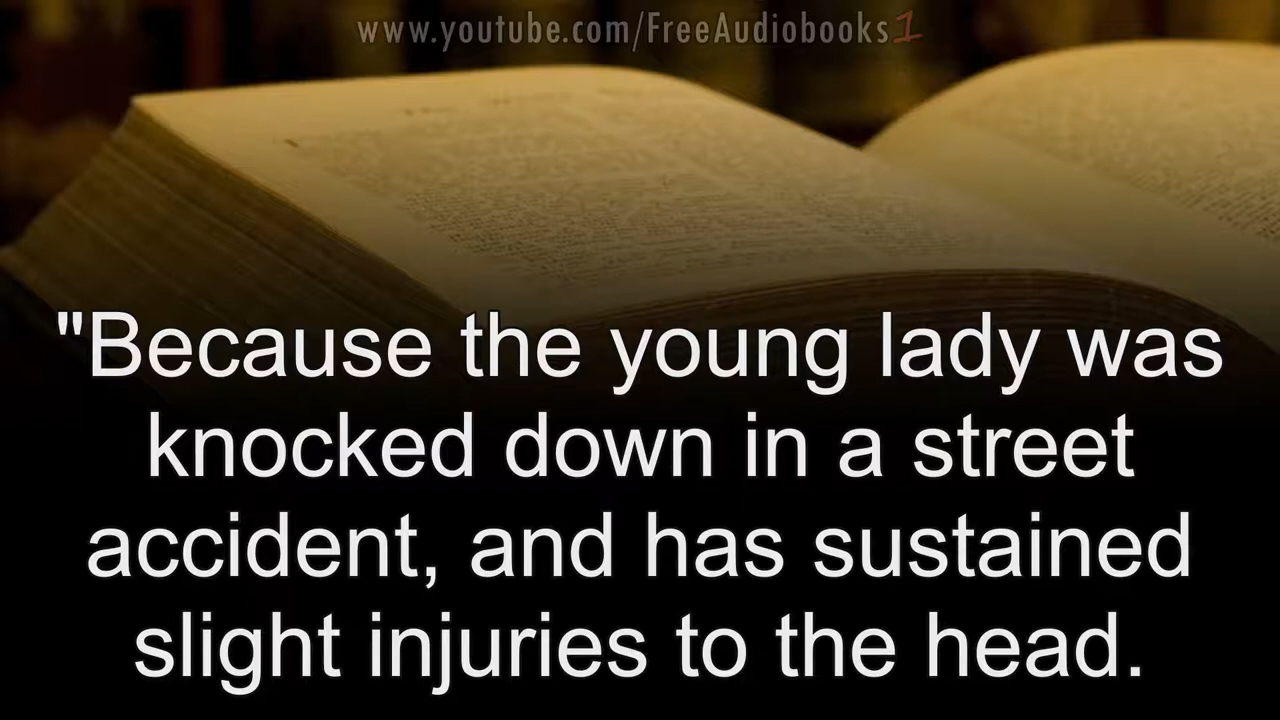 www.youtube.com/FreeAudiobooks1
"Because the young lady was
knocked down in a street
accident, and has sustained
slight injuries to the head.